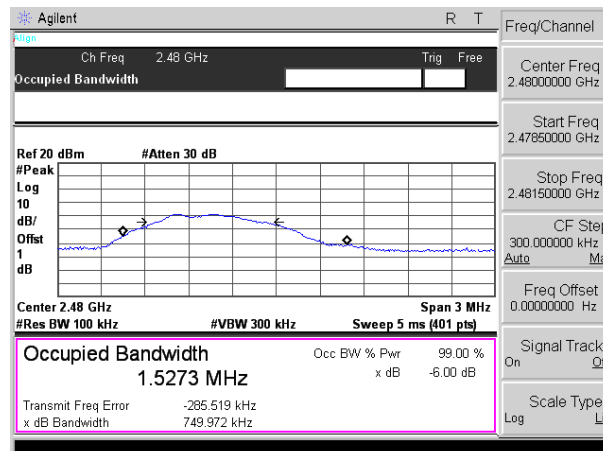 Agilent R T
Align
Ch Freq 2.48 GHz Trig Free
Occupied Bandwidth
Ref 20 dBm #Atten 30 dB
#Peak
Log
10
dB/
Offst
1
dB
Center 2.48 GHz Span 3 MHz
#Res BW 100 kHz #VBW 300 kHz Sweep 5 ms (401 pts)
Occupied Bandwidth Occ BW % Pwr 99.00 %
1.5273 MHz x dB -6.00 dB
Transmit Freq Error -285.519 kHz
x dB Bandwidth 749.972 kHz
Freq/Channel
Center Freq
2.48000000 GHz
Start Freq
2.47850000 GHz
Stop Freq
2.48150000 GHz
CF Step
300.000000 kHz
Auto Ma
Freq Offset
0.00000000 Hz
Signal Track
On O
Scale Type
Log L